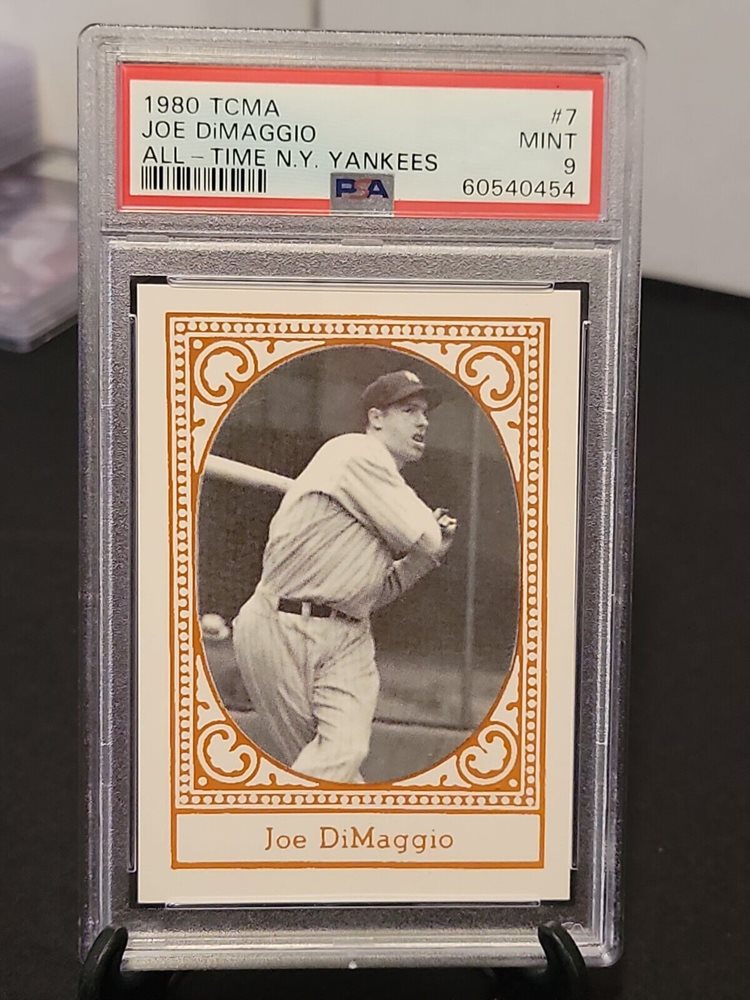 1980 TCMA #7
JOE DiMAGGIO MINT
ALL - TIME N.Y. YANKEES 9
PSA 60540454
Joe DiMaggio